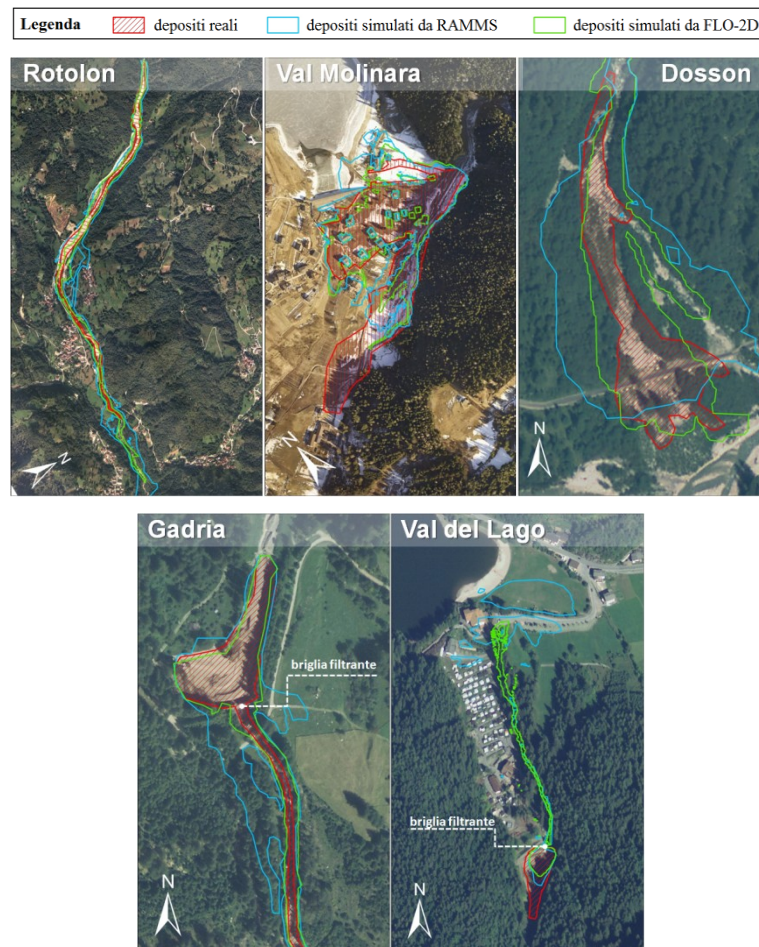 Legenda
depositi reali
depositi simulati da RAMMS
depositi simulati da FLO-2D
Rotolon
Val Molinara
Dosson
N
N
N
Gadria
Val del Lago
briglia filtrante
briglia filtrante
N
N